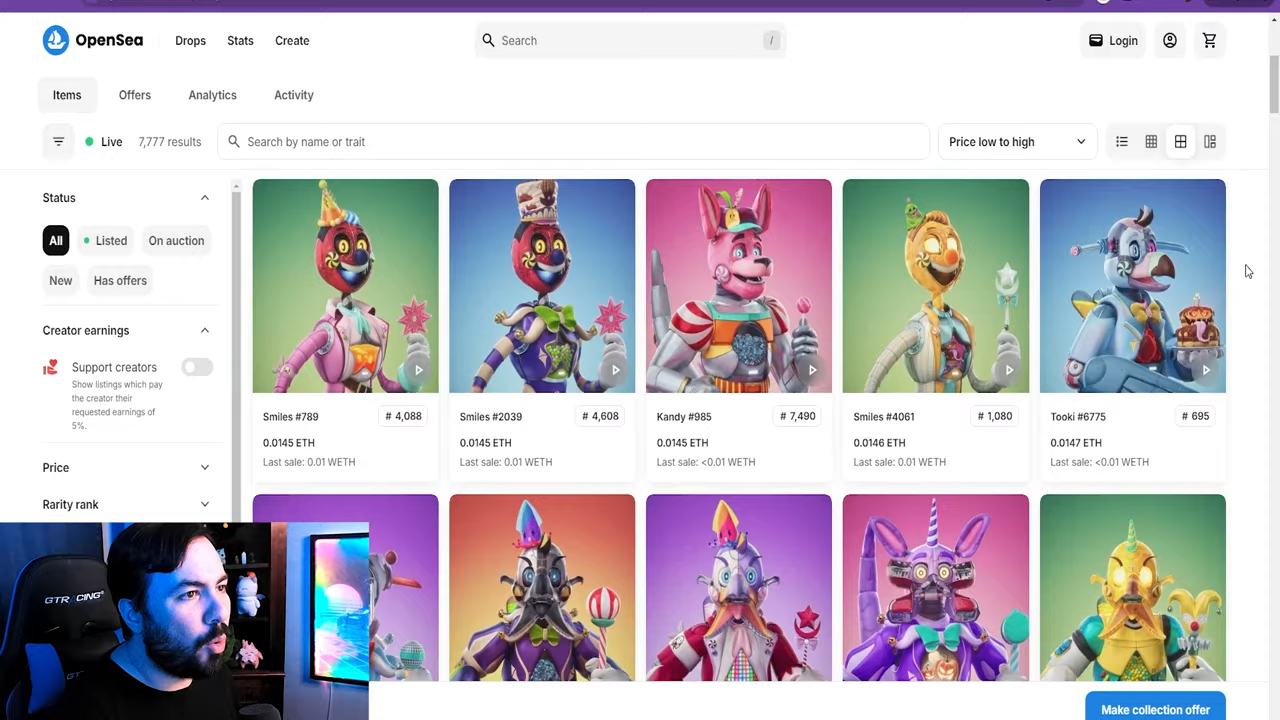 OpenSea
Drops
Stats
Create
Search
/
Login
Items
Offers
Analytics
Activity
Live
7,777 results
Search by name or trait
Price low to high
Status
All
Listed
On auction
New
Has offers
Creator earnings
Support creators
Show listings which pay
the creator their
requested earnings of
5%.
Price
Rarity rank
Smiles #789
# 4,088
0.0145 ETH
Last sale: 0.01 WETH
Smiles #2039
# 4,608
0.0145 ETH
Last sale: 0.01 WETH
Kandy #985
# 7,490
0.0145 ETH
Last sale: <0.01 WETH
Smiles #4061
# 1,080
0.0146 ETH
Last sale: 0.01 WETH
Tooki #6775
# 695
0.0147 ETH
Last sale: <0.01 WETH
GTRACING
Make collection offer